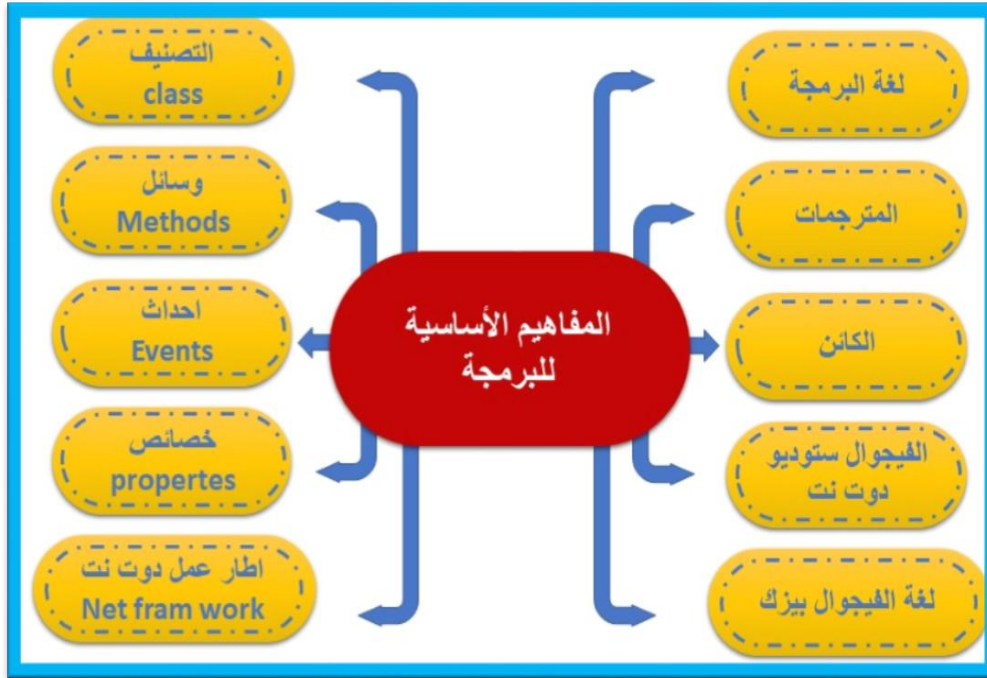 المفاهيم الأساسية
للبرمجة
لغة البرمجة
المترجمات
الكائن
الفيجوال ستوديو
دوت نت
لغة الفيجوال بيزك
التصنيف
class
وسائل
Methods
احداث
Events
خصائص
propertes
اطار عمل دوت نت
Net fram work